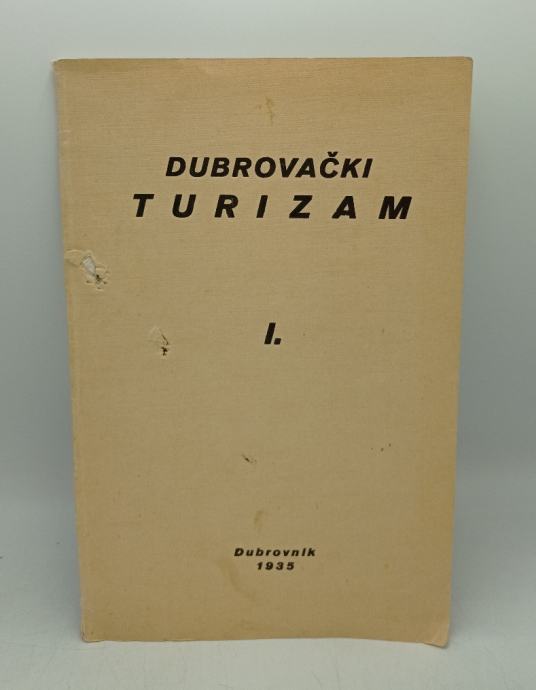 DUBROVAČKI
TURIZAM
I.
Dubrovnik
1935